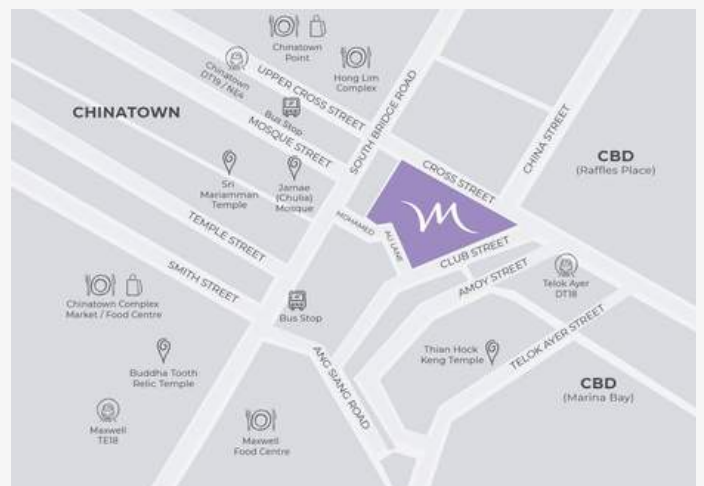 Chinatown
Point
Chinatown
DT19 / NE4
Hong Lim
Complex
UPPER CROSS STREET
SOUTH BRIDGE ROAD
CHINATOWN
Bus Stop
MOSQUE STREET
CHINA STREET
CBD
(Raffles Place)
CROSS STREET
Sri
Mariamman
Temple
Jamae
(Chulia)
Mosque
MOHAMED
ALI LANE
TEMPLE STREET
CLUB STREET
SMITH STREET
AMOY STREET
Telok Ayer
DT18
Chinatown Complex
Market / Food Centre
Bus Stop
TELOK AYER STREET
Thian Hock
Keng Temple
Buddha Tooth
Relic Temple
ANG SIANG ROAD
CBD
(Marina Bay)
Maxwell
TE18
Maxwell
Food Centre